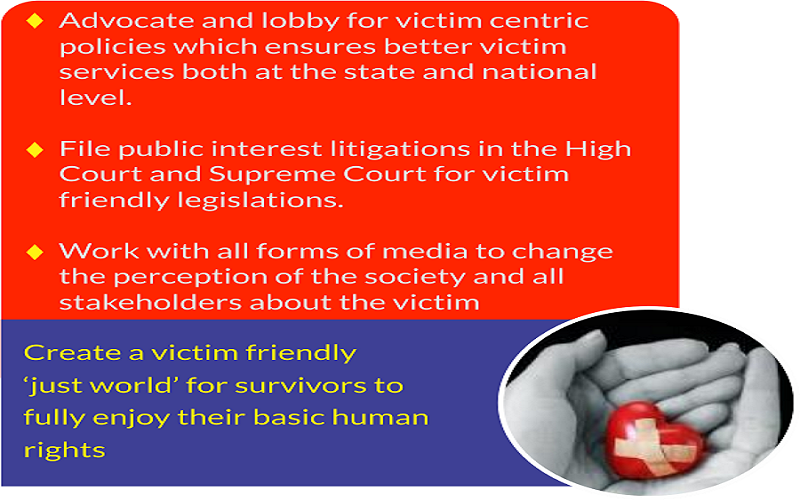 Advocate and lobby for victim centric
policies which ensures better victim
services both at the state and national
level.
File public interest litigations in the High
Court and Supreme Court for victim
friendly legislations.
Work with all forms of media to change
the perception of the society and all
stakeholders about the victim
Create a victim friendly
‘just world’ for survivors to
fully enjoy their basic human
rights